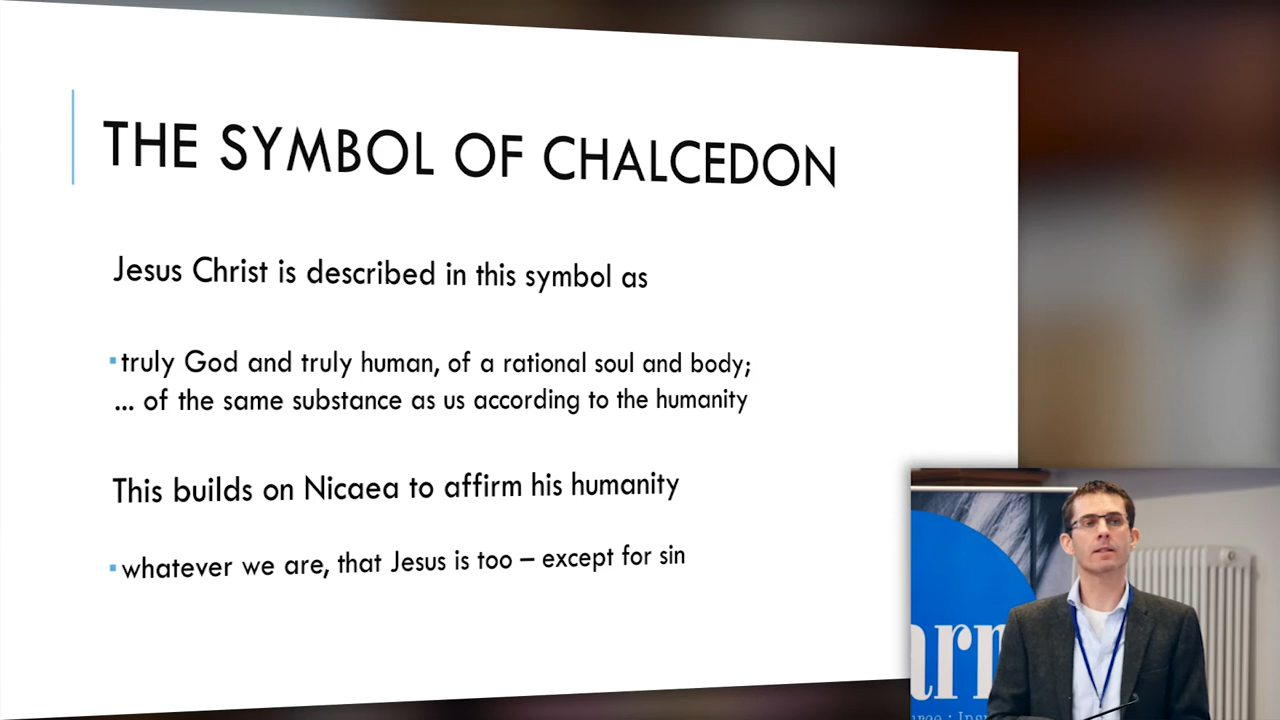 THE SYMBOL OF CHALCEDON
Jesus Christ is described in this symbol as
truly God and truly human, of a rational soul and body;
... of the same substance as us according to the humanity
This builds on Nicaea to affirm his humanity
whatever we are, that Jesus is too – except for sin